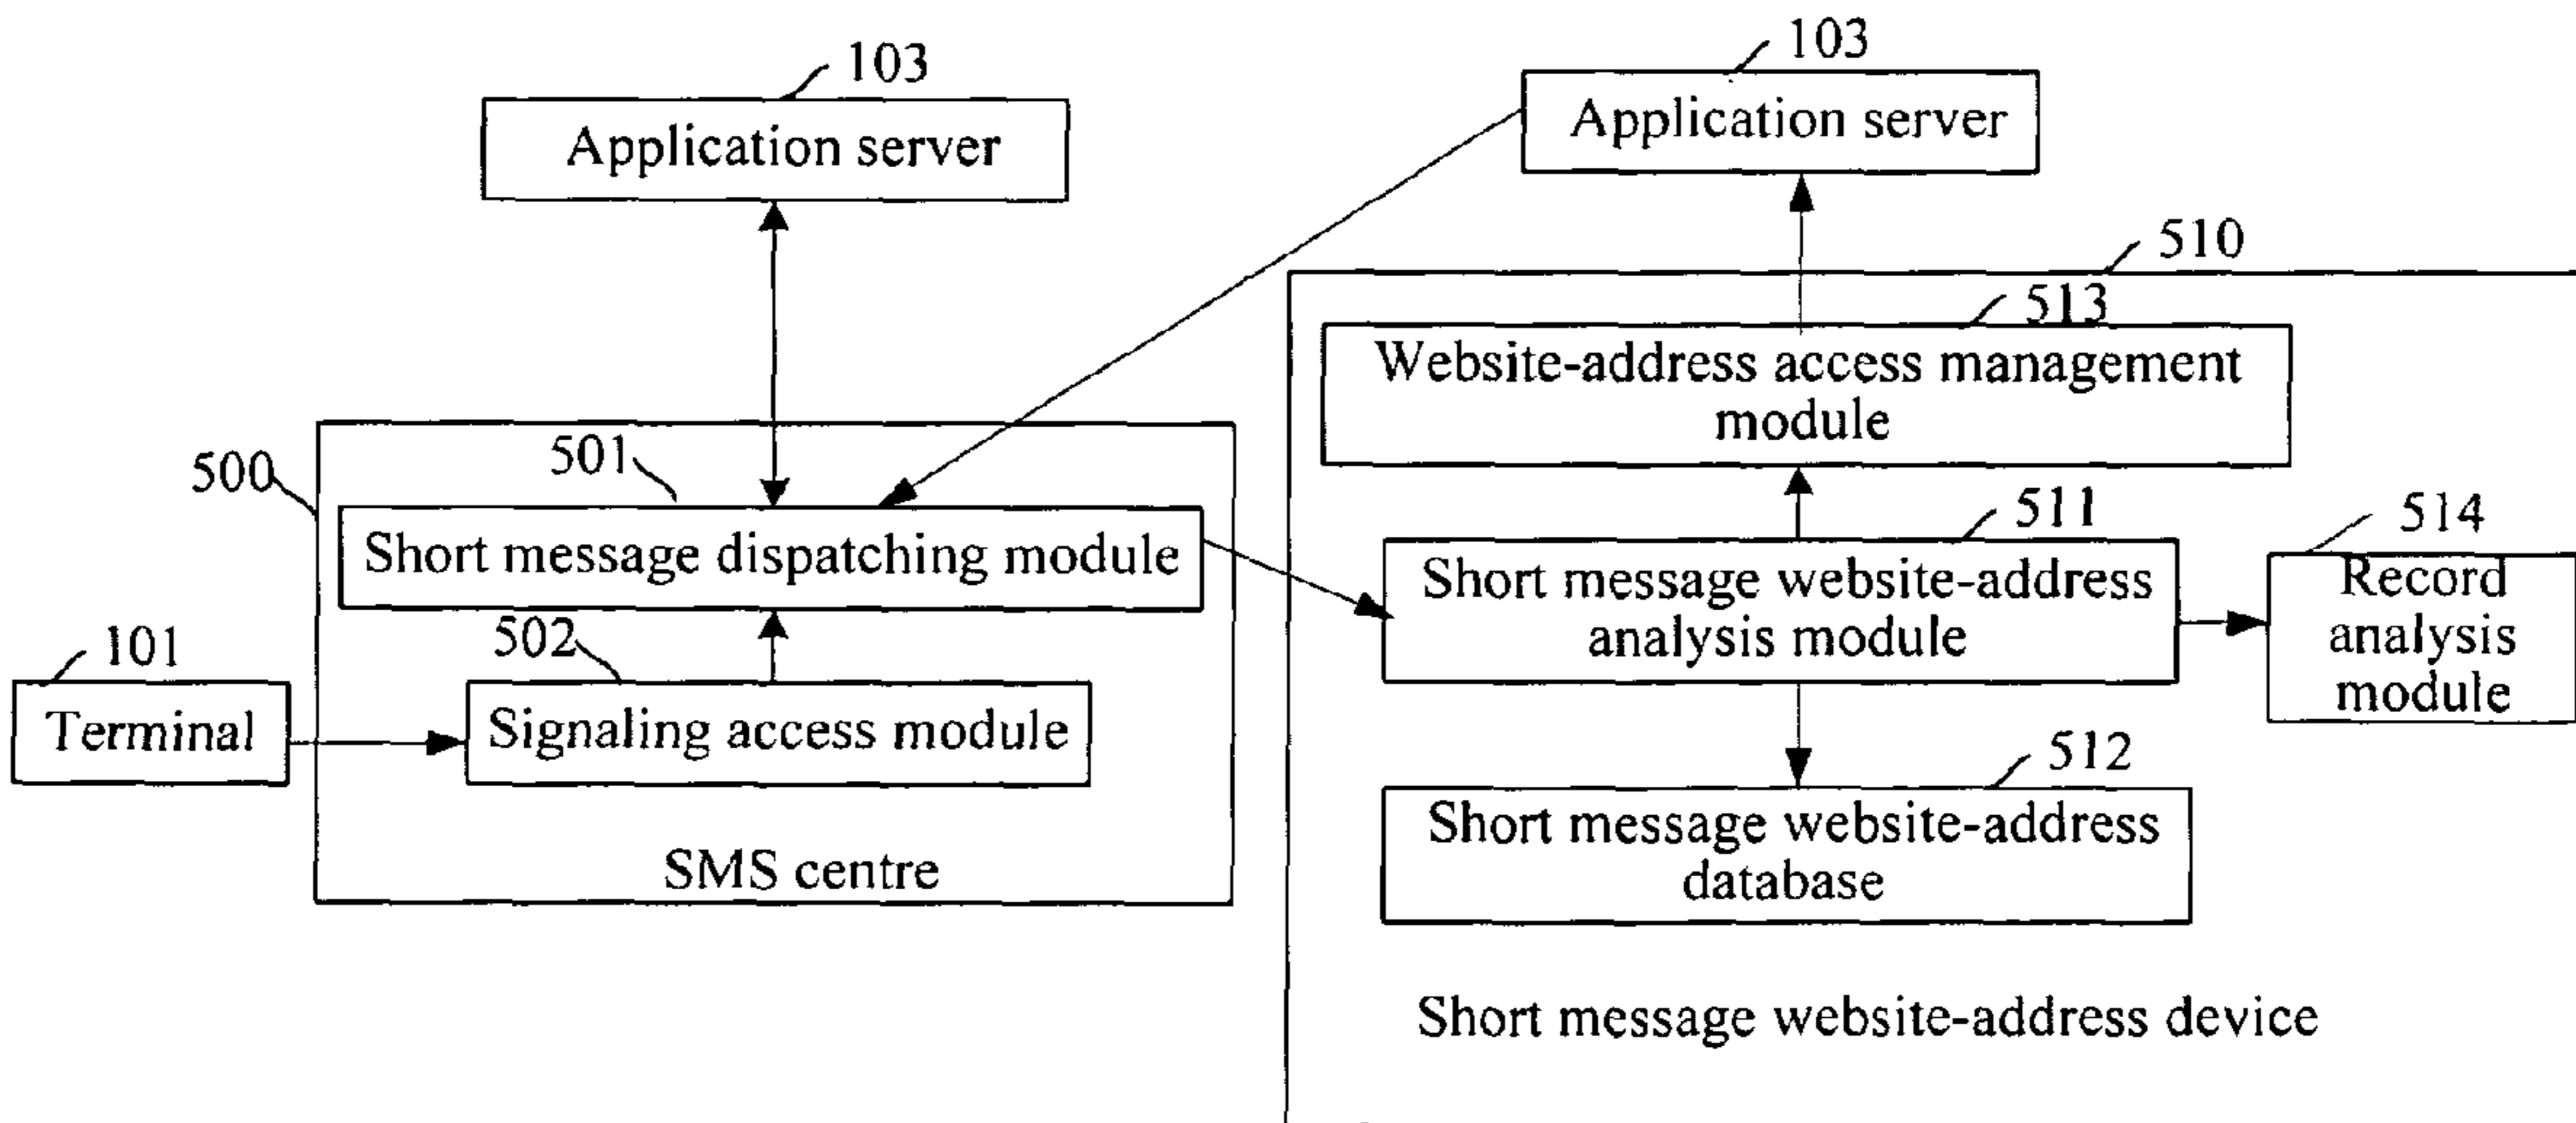 103
Application server
103
Application server
510
513
Website-address access management
module
500
501
Short message dispatching module
511
Short message website-address
analysis module
514
Record
analysis
module
101
Terminal
502
Signaling access module
512
Short message website-address
database
SMS centre
Short message website-address device